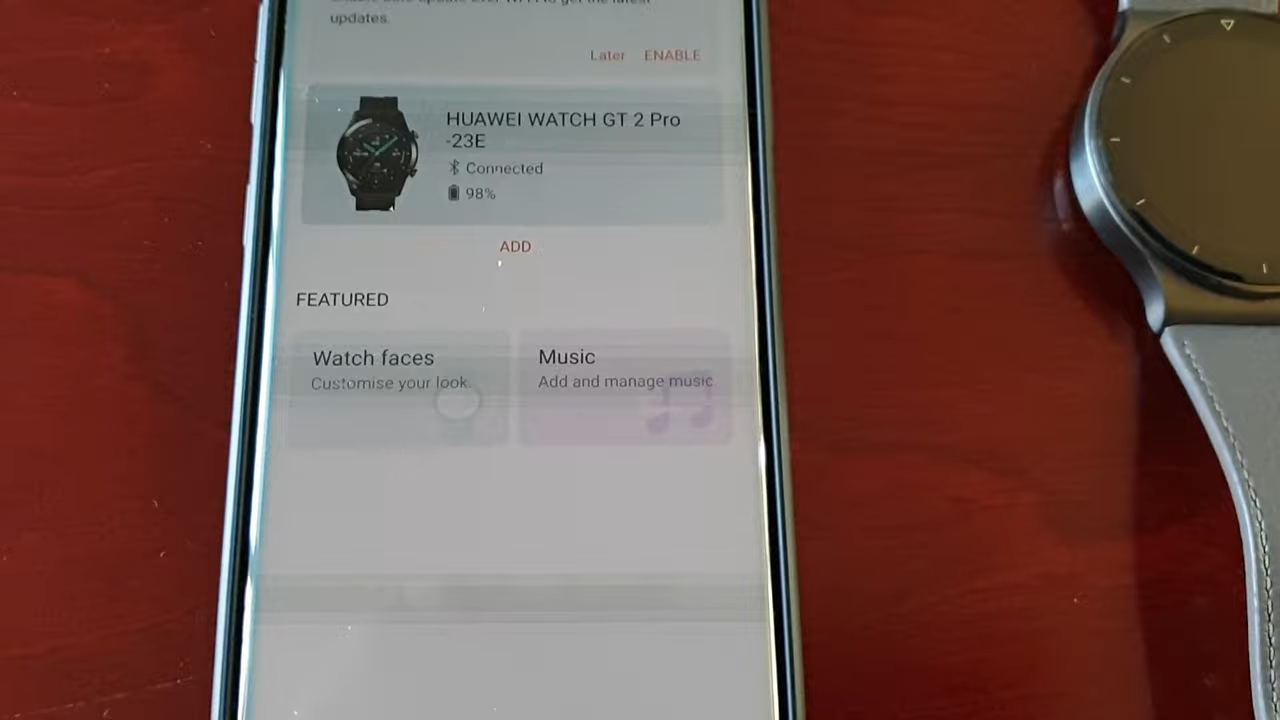 updates.
Later ENABLE
HUAWEI WATCH GT 2 Pro
-23E
Connected
98%
ADD
FEATURED
Watch faces
Customise your look.
Music
Add and manage music.